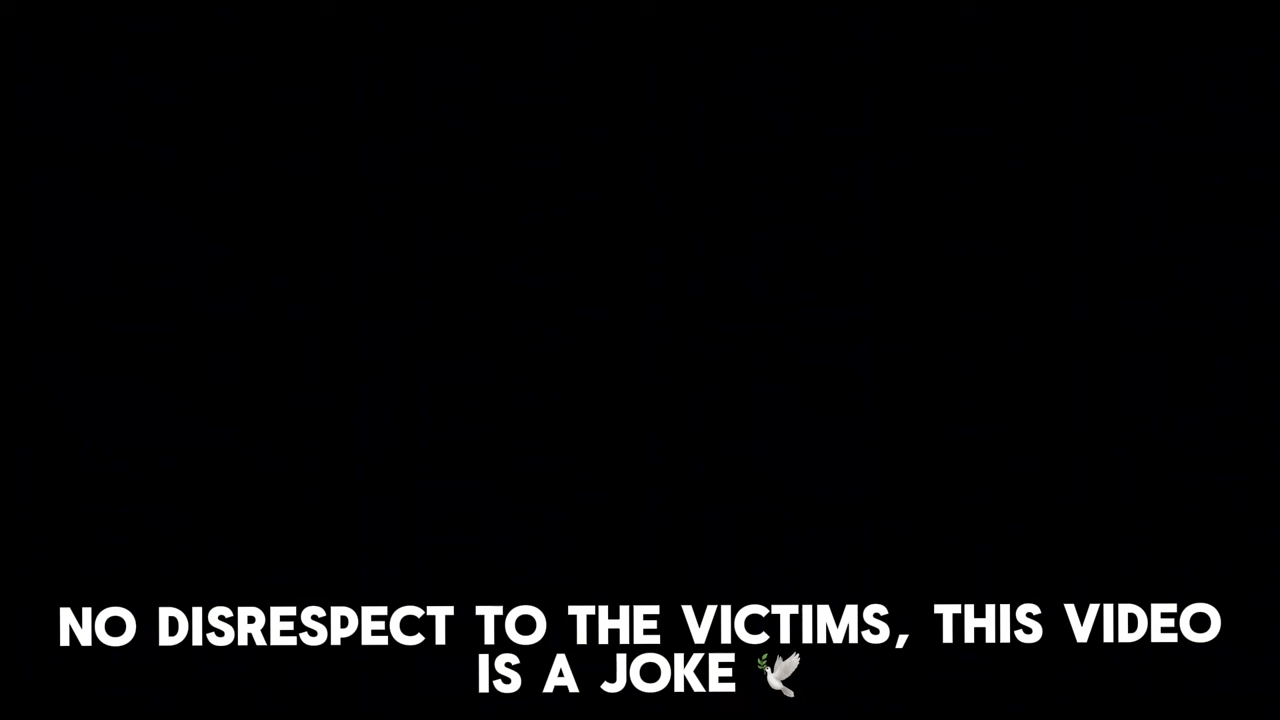 NO DISRESPECT TO THE VICTIMS, THIS VIDEO
IS A JOKE 🕊️